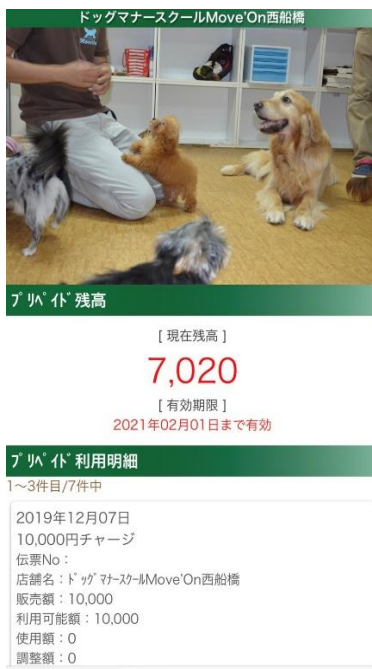 ドッグマナースクールMove'On西船橋
ﾌﾟﾘﾍﾟｲﾄﾞ残高
[ 現在残高 ]
7,020
[ 有効期限 ]
2021年02月01日まで有効
ﾌﾟﾘﾍﾟｲﾄﾞ利用明細
1～3件目/7件中
2019年12月07日
10,000円チャージ
伝票No：
店舗名：ﾄﾞｯｸﾞﾏﾅｰｽｸｰﾙMove'On西船橋
販売額：10,000
利用可能額：10,000
使用額：0
調整額：0